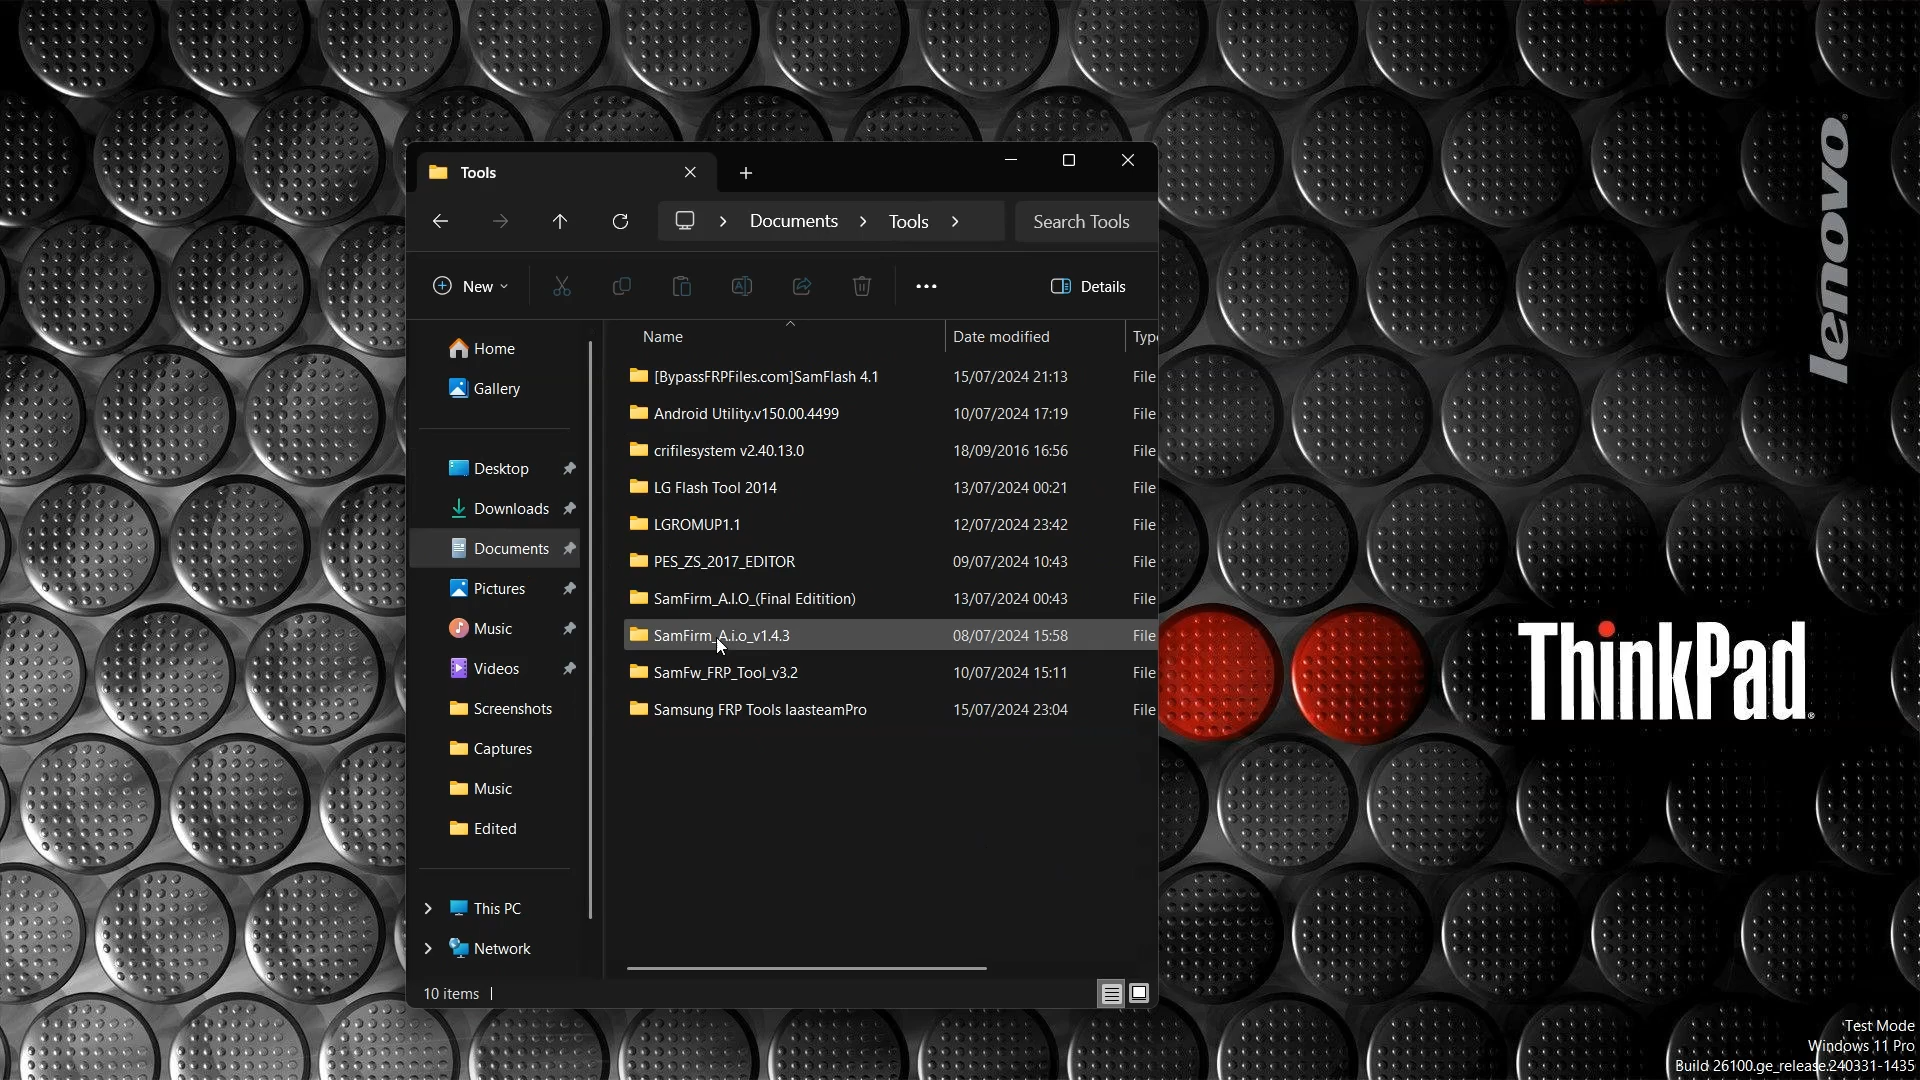 Tools
Documents
Tools
Search Tools
New
Details
Home
Gallery
Desktop
Downloads
Documents
Pictures
Music
Videos
Screenshots
Captures
Music
Edited
This PC
Network
Name Date modified Type
[BypassFRPFiles.com]SamFlash 4.1 15/07/2024 21:13 File
Android Utility.v150.00.4499 10/07/2024 17:19 File
crifilesystem v2.40.13.0 18/09/2016 16:56 File
LG Flash Tool 2014 13/07/2024 00:21 File
LGROMUP1.1 12/07/2024 23:42 File
PES_ZS_2017_EDITOR 09/07/2024 10:43 File
SamFirm_A.I.O_(Final Editition) 13/07/2024 00:43 File
SamFirm_A.i.o_v1.4.3 08/07/2024 15:58 File
SamFw_FRP_Tool_v3.2 10/07/2024 15:11 File
Samsung FRP Tools IaasteamPro 15/07/2024 23:04 File
10 items
lenovo
ThinkPad
Test Mode
Windows 11 Pro
Build 26100.ge_release.240331-1435